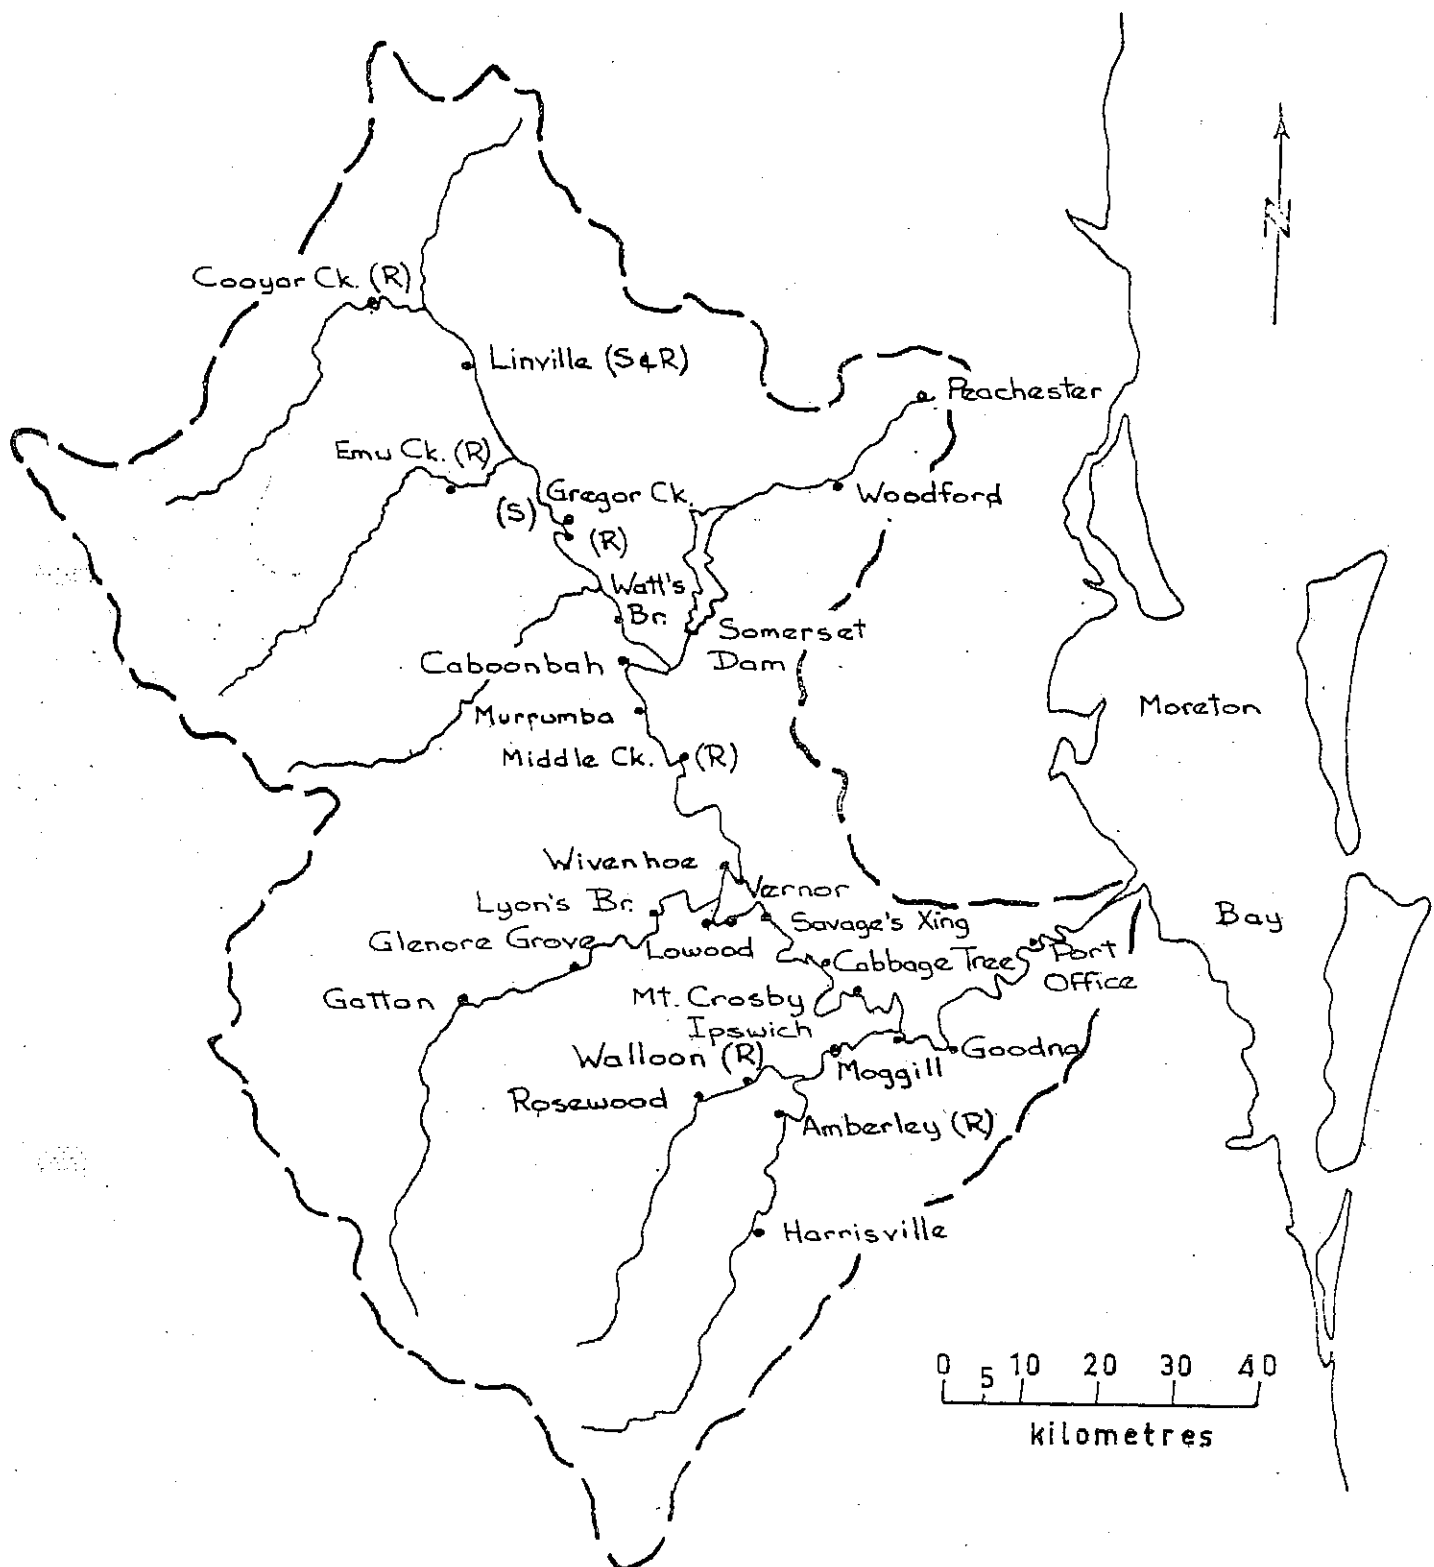 N
Cooyar Ck. (R)
Linville (S&R)
Peachester
Emu Ck. (R)
Gregor Ck.
(S)
(R)
Woodford
Watt's
Br.
Somerset
Dam
Caboonbah
Murrumba
Moreton
Middle Ck.
(R)
Wivenhoe
Vernor
Lyon's Br.
Savage's Xing
Bay
Glenore Grove
Lowood
Cabbage Tree
Port
Office
Gatton
Mt. Crosby
Ipswich
Walloon (R)
Goodna
Moggill
Rosewood
Amberley (R)
Harrisville
0 5 10 20 30 40
kilometres